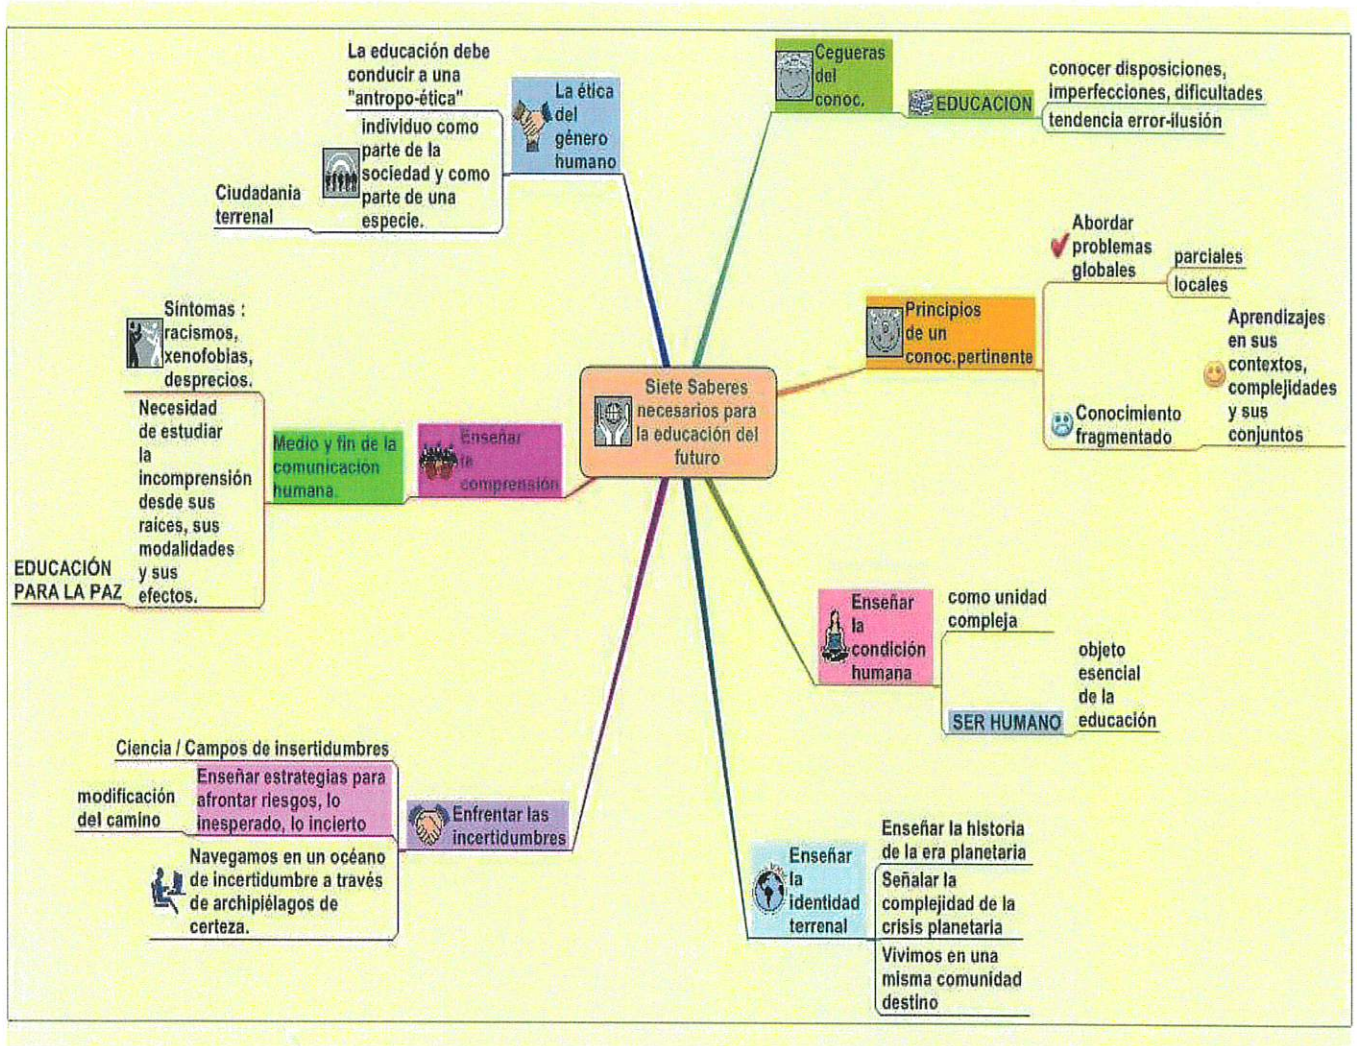 Siete Saberes
necesarios para
la educación del
futuro
Cegueras
del
conoc.
EDUCACION
conocer disposiciones,
imperfecciones, dificultades
tendencia error-ilusión
Principios
de un
conoc.pertinente
Abordar
problemas
globales
parciales
locales
Conocimiento
fragmentado
Aprendizajes
en sus
contextos,
complejidades
y sus
conjuntos
Enseñar
la
condición
humana
como unidad
compleja
SER HUMANO
objeto
esencial
de la
educación
Enseñar
la
identidad
terrenal
Enseñar la historia
de la era planetaria
Señalar la
complejidad de la
crisis planetaria
Vivimos en una
misma comunidad
destino
Enfrentar las
incertidumbres
Ciencia / Campos de insertidumbres
Enseñar estrategias para
afrontar riesgos, lo
inesperado, lo incierto
modificación
del camino
Navegamos en un océano
de incertidumbre a través
de archipiélagos de
certeza.
Enseñar
la
comprensión
Medio y fin de la
comunicación
humana.
Síntomas :
racismos,
xenofobias,
desprecios.
Necesidad
de estudiar
la
incomprensión
desde sus
raíces, sus
modalidades
y sus
efectos.
EDUCACIÓN
PARA LA PAZ
La ética
del
género
humano
La educación debe
conducir a una
"antropo-ética"
individuo como
parte de la
sociedad y como
parte de una
especie.
Ciudadania
terrenal